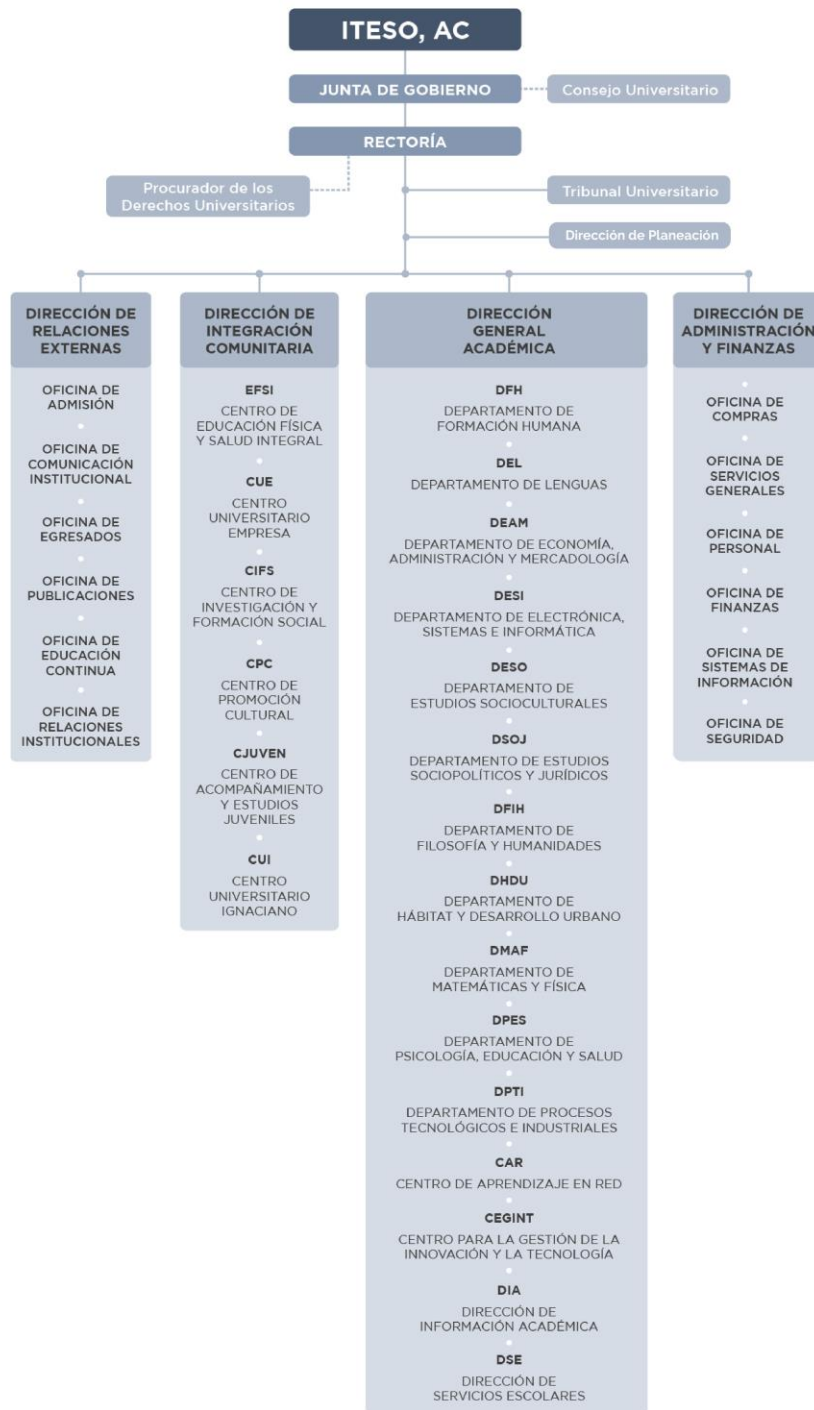 ITESO, AC
JUNTA DE GOBIERNO
Consejo Universitario
RECTORÍA
Procurador de los
Derechos Universitarios
Tribunal Universitario
Dirección de Planeación
DIRECCIÓN DE
RELACIONES
EXTERNAS
OFICINA DE
ADMISIÓN
OFICINA DE
COMUNICACIÓN
INSTITUCIONAL
OFICINA DE
EGRESADOS
OFICINA DE
PUBLICACIONES
OFICINA DE
EDUCACIÓN
CONTINUA
OFICINA DE
RELACIONES
INSTITUCIONALES
DIRECCIÓN DE
INTEGRACIÓN
COMUNITARIA
EFSI
CENTRO DE
EDUCACIÓN FÍSICA
Y SALUD INTEGRAL
CUE
CENTRO
UNIVERSITARIO
EMPRESA
CIFS
CENTRO DE
INVESTIGACIÓN Y
FORMACIÓN SOCIAL
CPC
CENTRO DE
PROMOCIÓN
CULTURAL
CJUVEN
CENTRO DE
ACOMPAÑAMIENTO
Y ESTUDIOS
JUVENILES
CUI
CENTRO
UNIVERSITARIO
IGNACIANO
DIRECCIÓN
GENERAL
ACADÉMICA
DFH
DEPARTAMENTO DE
FORMACIÓN HUMANA
DEL
DEPARTAMENTO DE LENGUAS
DEAM
DEPARTAMENTO DE ECONOMÍA,
ADMINISTRACIÓN Y MERCADOLOGÍA
DESI
DEPARTAMENTO DE ELECTRÓNICA,
SISTEMAS E INFORMÁTICA
DESO
DEPARTAMENTO DE
ESTUDIOS SOCIOCULTURALES
DSOJ
DEPARTAMENTO DE ESTUDIOS
SOCIOPOLÍTICOS Y JURÍDICOS
DFIH
DEPARTAMENTO DE
FILOSOFÍA Y HUMANIDADES
DHDU
DEPARTAMENTO DE
HÁBITAT Y DESARROLLO URBANO
DMAF
DEPARTAMENTO DE
MATEMÁTICAS Y FÍSICA
DPES
DEPARTAMENTO DE
PSICOLOGÍA, EDUCACIÓN Y SALUD
DPTI
DEPARTAMENTO DE PROCESOS
TECNOLÓGICOS E INDUSTRIALES
CAR
CENTRO DE APRENDIZAJE EN RED
CEGINT
CENTRO PARA LA GESTIÓN DE LA
INNOVACIÓN Y LA TECNOLOGÍA
DIA
DIRECCIÓN DE
INFORMACIÓN ACADÉMICA
DSE
DIRECCIÓN DE
SERVICIOS ESCOLARES
DIRECCIÓN DE
ADMINISTRACIÓN
Y FINANZAS
OFICINA DE
COMPRAS
OFICINA DE
SERVICIOS
GENERALES
OFICINA DE
PERSONAL
OFICINA DE
FINANZAS
OFICINA DE
SISTEMAS DE
INFORMACIÓN
OFICINA DE
SEGURIDAD